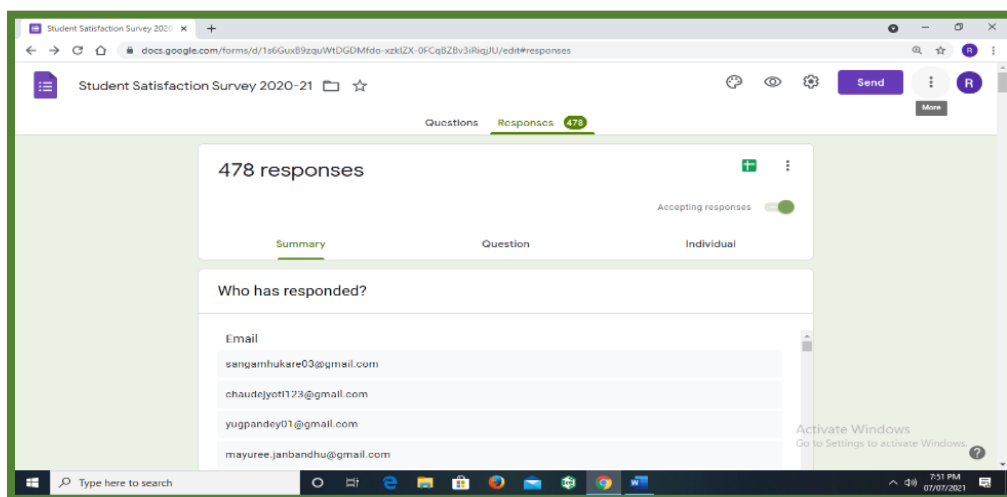 Student Satisfaction Survey 2020
docs.google.com/forms/d/1s6GuxB9zquWtDGDMfdo-xzkIZX-0FCqBZBv3iRiqjJU/edit#responses
R
Student Satisfaction Survey 2020-21
Send
R
More
Questions Responses 478
478 responses
Accepting responses
Summary Question Individual
Who has responded?
Email
sangamhukare03@gmail.com
chaudejyoti123@gmail.com
yugpandey01@gmail.com
mayuree.janbandhu@gmail.com
Activate Windows
Go to Settings to activate Windows.
Type here to search
7:51 PM
07/07/2021